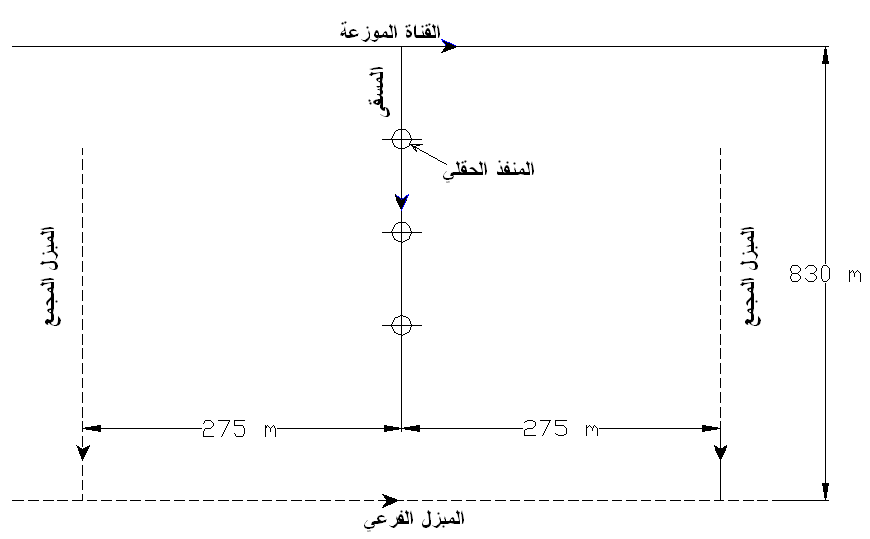 القناة الموزعة
المسقى
المنفذ الحقلي
المبزل المجمع
المبزل المجمع
830 m
275 m
275 m
المبزل الفرعي